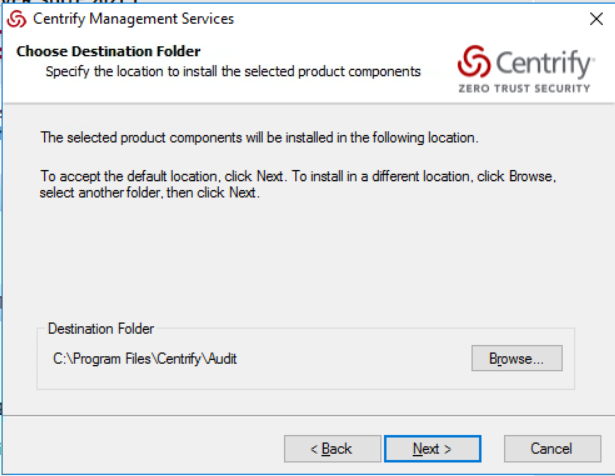 Centrify Management Services
Choose Destination Folder
Specify the location to install the selected product components
Centrify
ZERO TRUST SECURITY
The selected product components will be installed in the following location.
To accept the default location, click Next. To install in a different location, click Browse,
select another folder, then click Next.
Destination Folder
C:\Program Files\Centrify\Audit
Browse...
< Back
Next >
Cancel